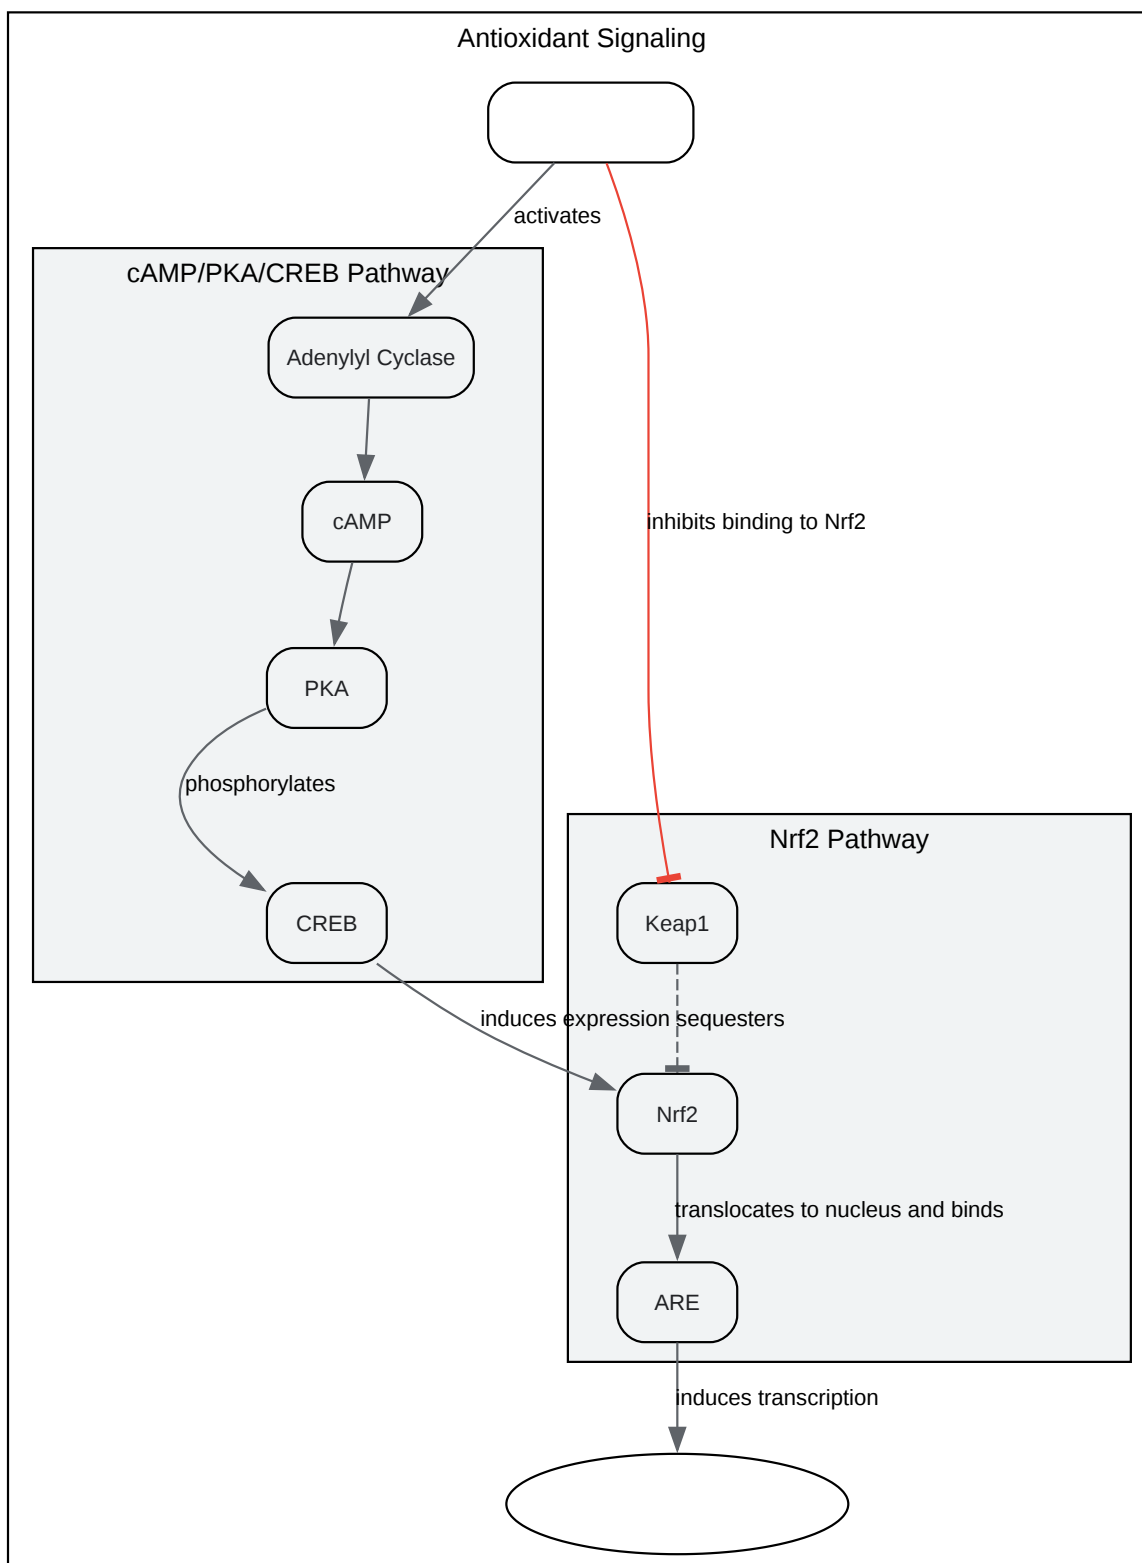 Antioxidant Signaling
activates
cAMP/PKA/CREB Pathway
Adenylyl Cyclase
cAMP
inhibits binding to Nrf2
PKA
phosphorylates
Nrf2 Pathway
CREB
Keap1
induces expression
sequesters
Nrf2
translocates to nucleus and binds
ARE
induces transcription